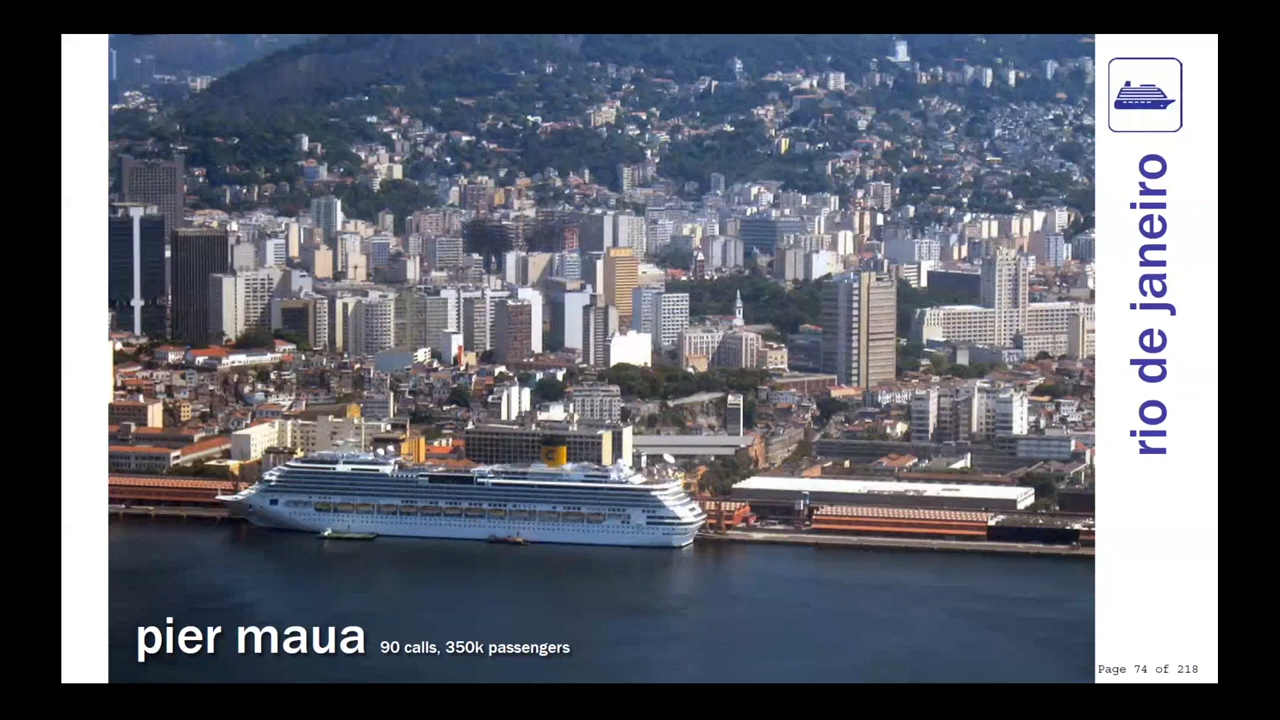 rio de janeiro
pier maua 90 calls, 350k passengers
Page 74 of 218